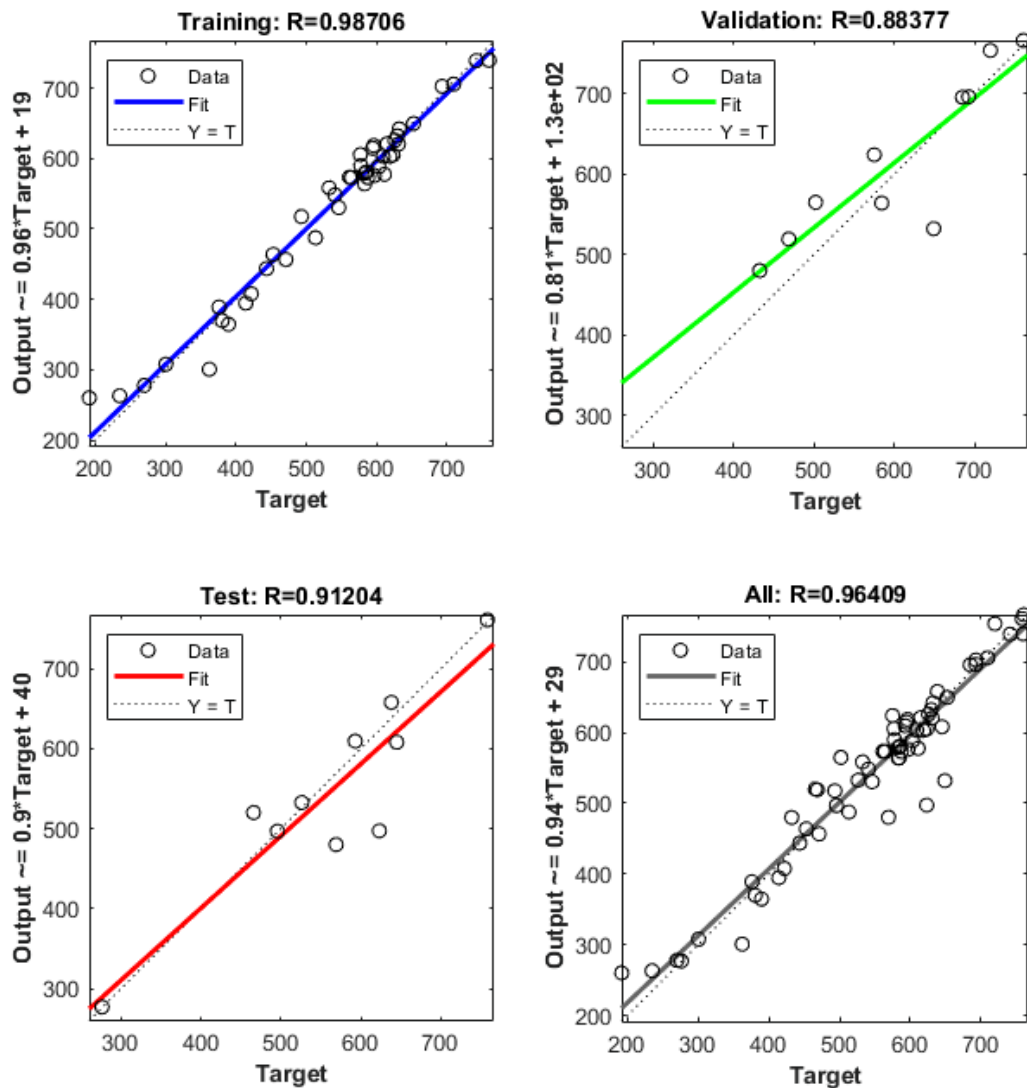 Training: R=0.98706
Output ~= 0.96*Target + 19
700
600
500
400
300
200
Data
Fit
Y = T
200 300 400 500 600 700
Target
Validation: R=0.88377
Output ~= 0.81*Target + 1.3e+02
700
600
500
400
300
Data
Fit
Y = T
300 400 500 600 700
Target
Test: R=0.91204
Output ~= 0.9*Target + 40
700
600
500
400
300
Data
Fit
Y = T
300 400 500 600 700
Target
All: R=0.96409
Output ~= 0.94*Target + 29
700
600
500
400
300
200
Data
Fit
Y = T
200 300 400 500 600 700
Target